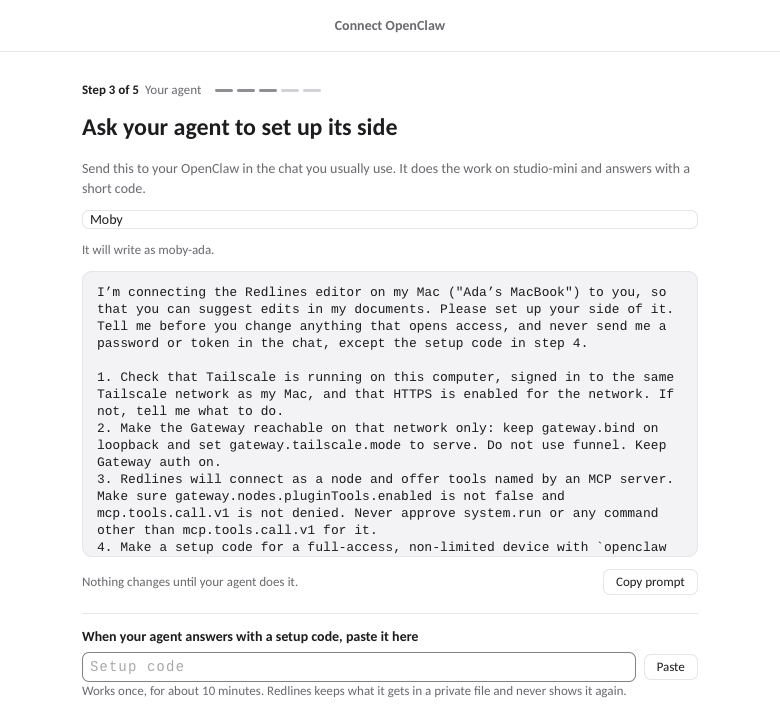 Connect OpenClaw
Step 3 of 5 Your agent
Ask your agent to set up its side
Send this to your OpenClaw in the chat you usually use. It does the work on studio-mini and answers with a
short code.
Moby
It will write as moby-ada.
I’m connecting the Redlines editor on my Mac ("Ada’s MacBook") to you, so
that you can suggest edits in my documents. Please set up your side of it.
Tell me before you change anything that opens access, and never send me a
password or token in the chat, except the setup code in step 4.
1. Check that Tailscale is running on this computer, signed in to the same
Tailscale network as my Mac, and that HTTPS is enabled for the network. If
not, tell me what to do.
2. Make the Gateway reachable on that network only: keep gateway.bind on
loopback and set gateway.tailscale.mode to serve. Do not use funnel. Keep
Gateway auth on.
3. Redlines will connect as a node and offer tools named by an MCP server.
Make sure gateway.nodes.pluginTools.enabled is not false and
mcp.tools.call.v1 is not denied. Never approve system.run or any command
other than mcp.tools.call.v1 for it.
4. Make a setup code for a full-access, non-limited device with `openclaw
Nothing changes until your agent does it.
Copy prompt
When your agent answers with a setup code, paste it here
Setup code
Paste
Works once, for about 10 minutes. Redlines keeps what it gets in a private file and never shows it again.